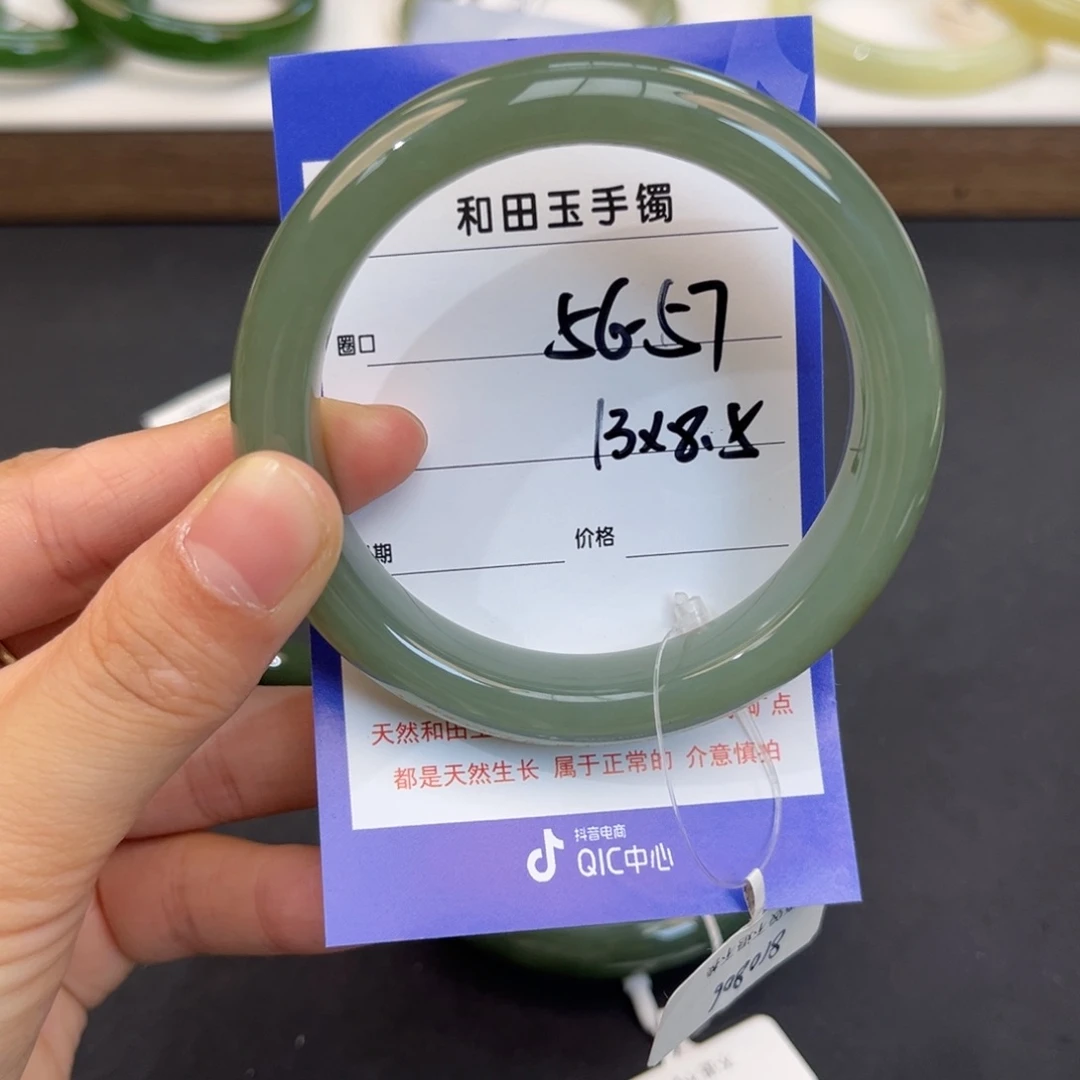 和田玉手镯
圈口 56-57
13x8.5
期 价格
天然和田 矿点
都是天然生长 属于正常的 介意慎拍
抖音电商
QIC中心